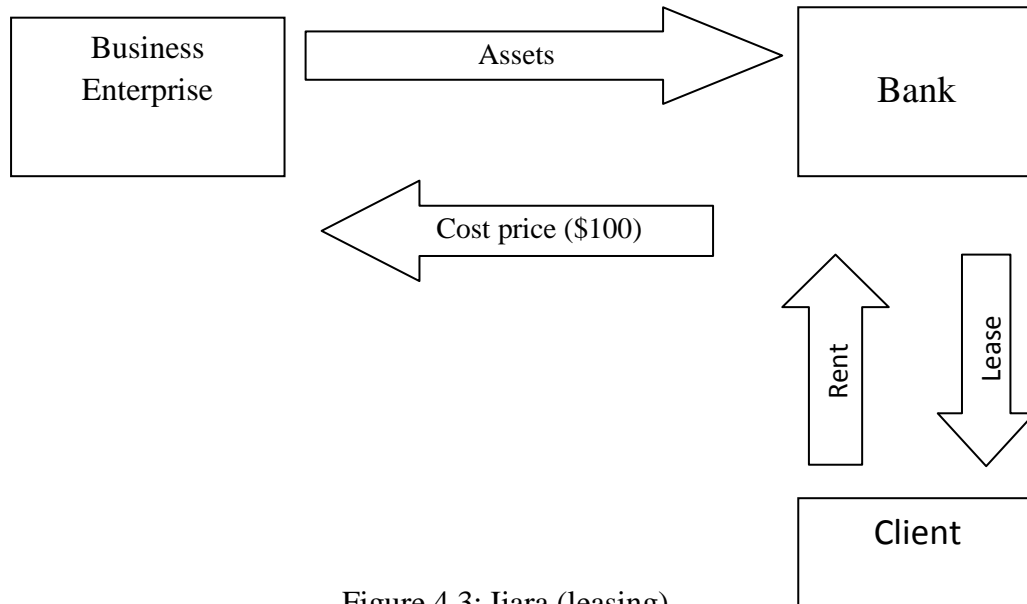 Business
Enterprise
Assets
Bank
Cost price ($100)
Rent
Lease
Client
Figure 4.3: Ijara (leasing)